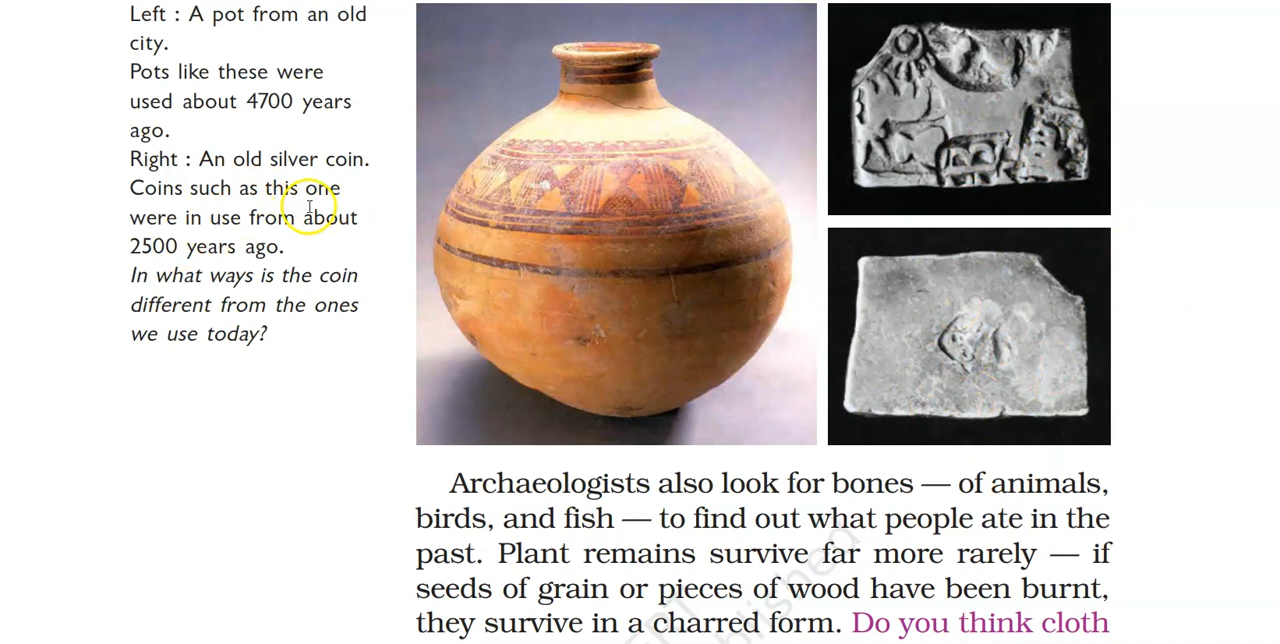 Left : A pot from an old
city.
Pots like these were
used about 4700 years
ago.
Right : An old silver coin.
Coins such as this one
were in use from about
2500 years ago.
In what ways is the coin
different from the ones
we use today?
Archaeologists also look for bones — of animals,
birds, and fish — to find out what people ate in the
past. Plant remains survive far more rarely — if
seeds of grain or pieces of wood have been burnt,
they survive in a charred form. Do you think cloth